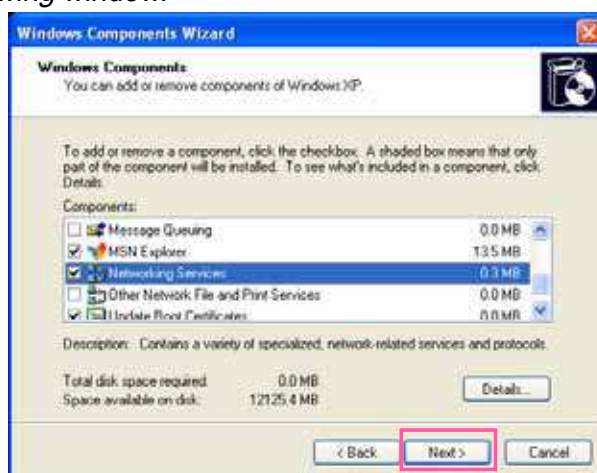 Windows Components Wizard
Windows Components
You can add or remove components of Windows XP.
To add or remove a component, click the checkbox. A shaded box means that only
part of the component will be installed. To see what's included in a component, click
Details.
Components:
Message Queuing 0.0 MB
MSN Explorer 13.5 MB
Networking Services 0.3 MB
Other Network File and Print Services 0.0 MB
Update Root Certificates 0.0 MB
Description: Contains a variety of specialized, network-related services and protocols.
Total disk space required: 0.0 MB
Space available on disk: 12125.4 MB
Details...
< Back
Next >
Cancel